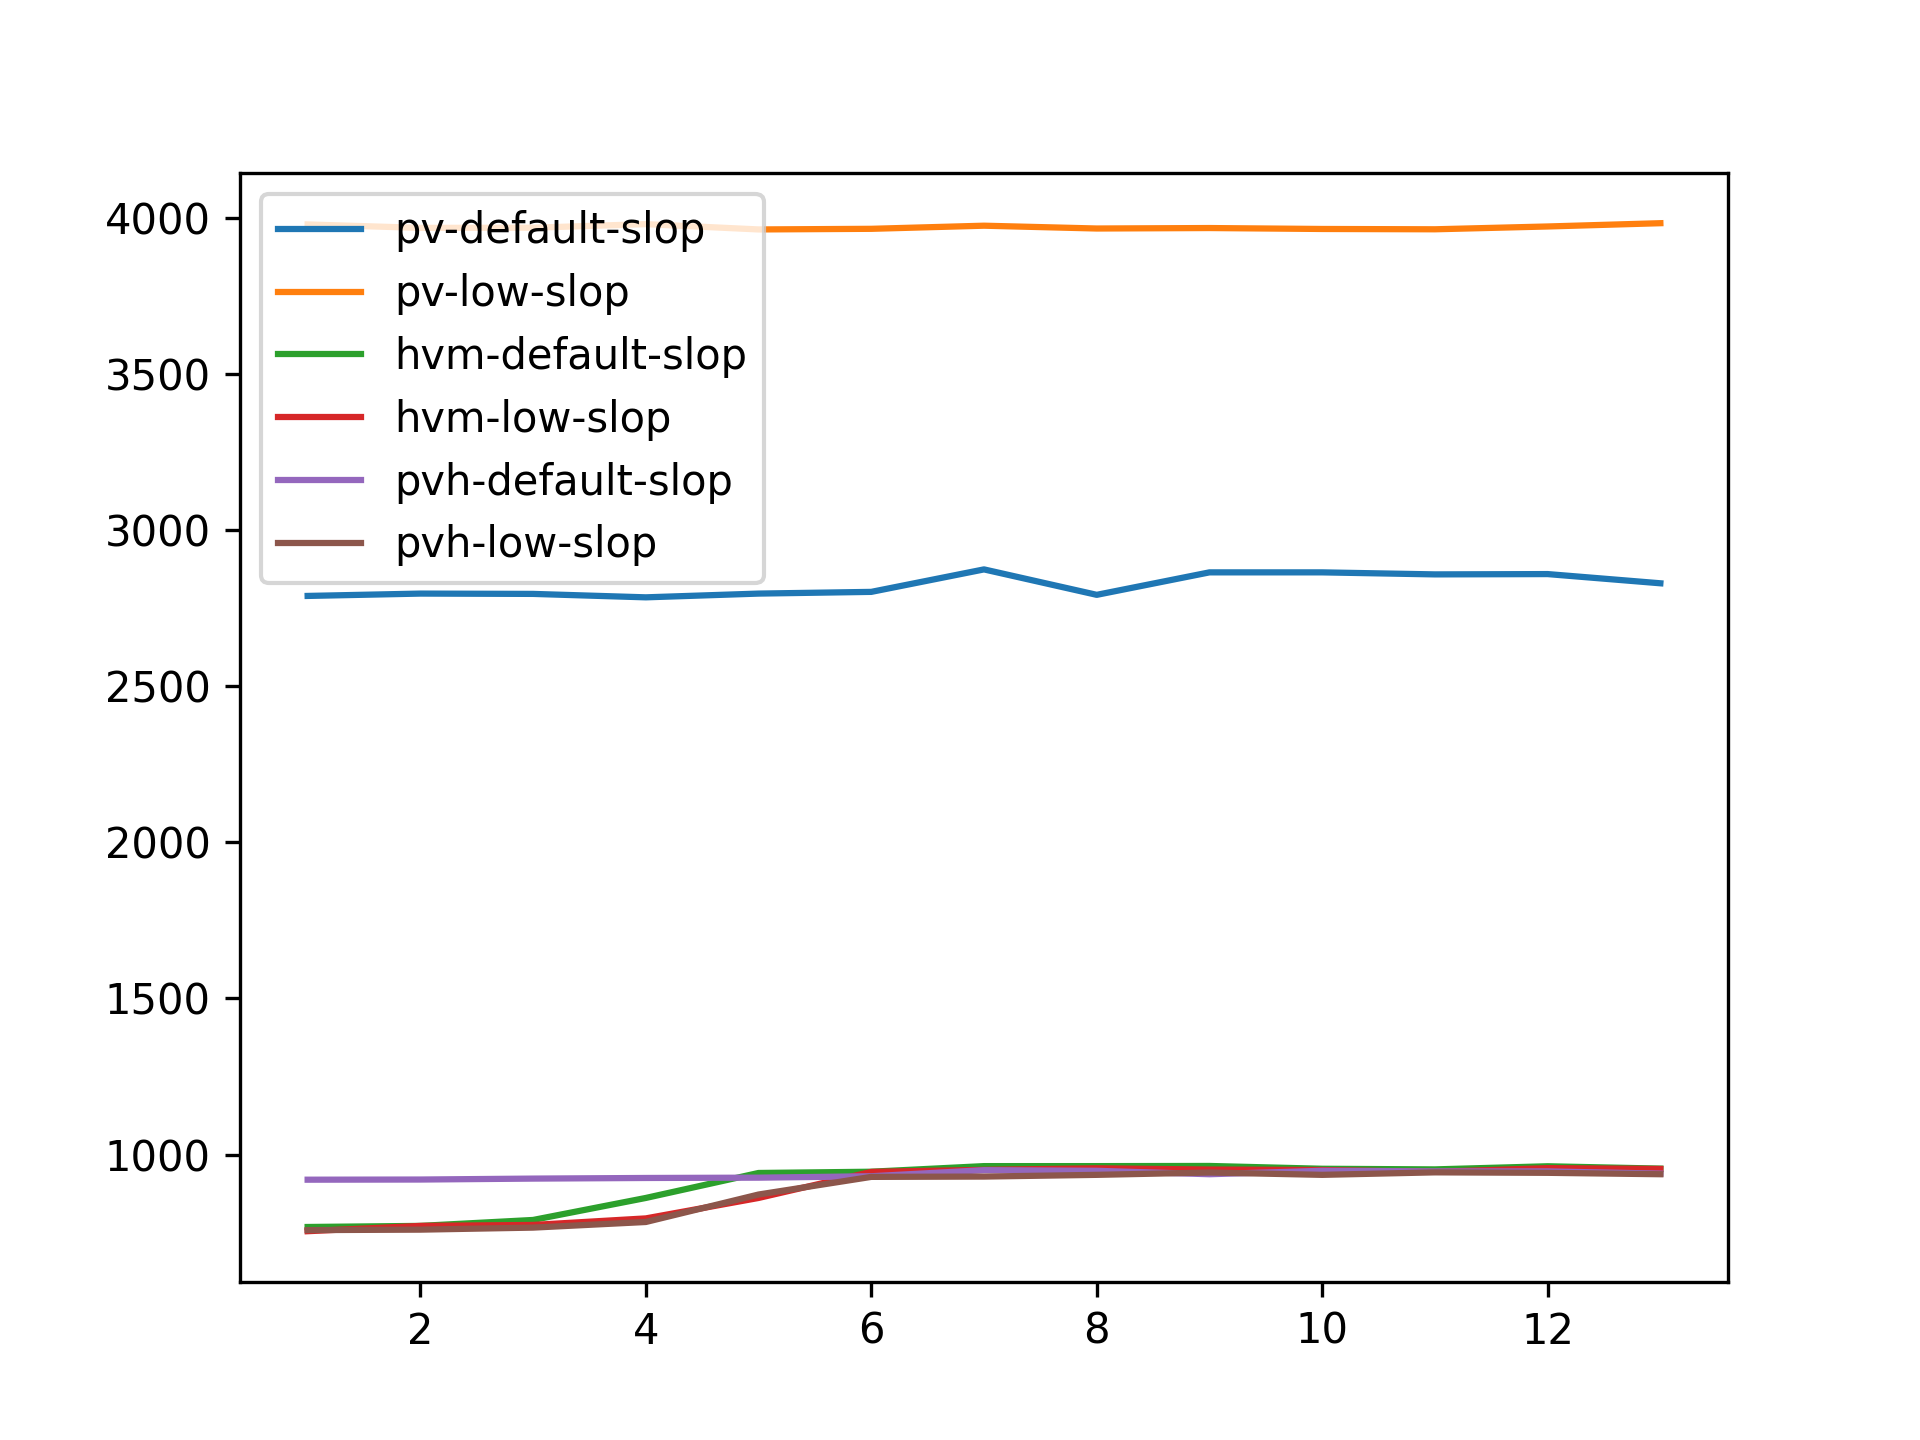 4000
3500
3000
2500
2000
1500
1000
pv-default-slop
pv-low-slop
hvm-default-slop
hvm-low-slop
pvh-default-slop
pvh-low-slop
2 4 6 8 10 12